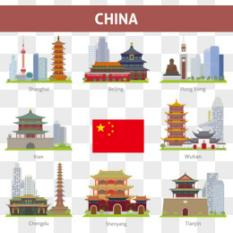 CHINA
Shanghai
Beijing
Hong Kong
Xian
Wuhan
Chengdu
Shenyang
Tianjin